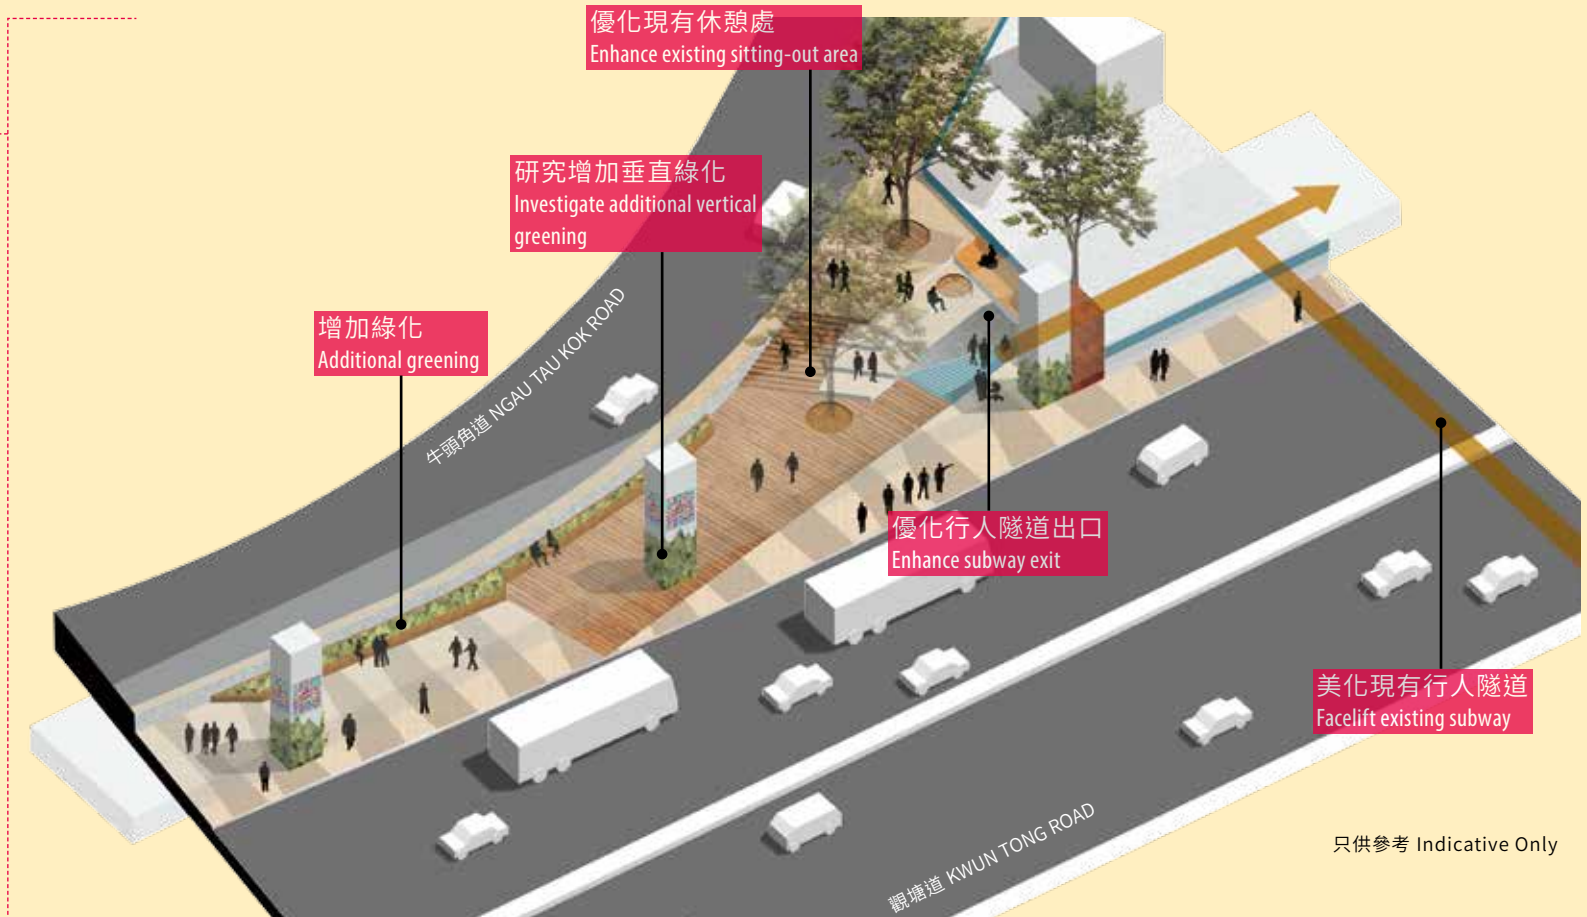 優化現有休憩處
Enhance existing sitting-out area
研究增加垂直綠化
Investigate additional vertical
greening
增加綠化
Additional greening
牛頭角道 NGAU TAU KOK ROAD
優化行人隧道出口
Enhance subway exit
美化現有行人隧道
Facelift existing subway
觀塘道 KWUN TONG ROAD
只供參考 Indicative Only